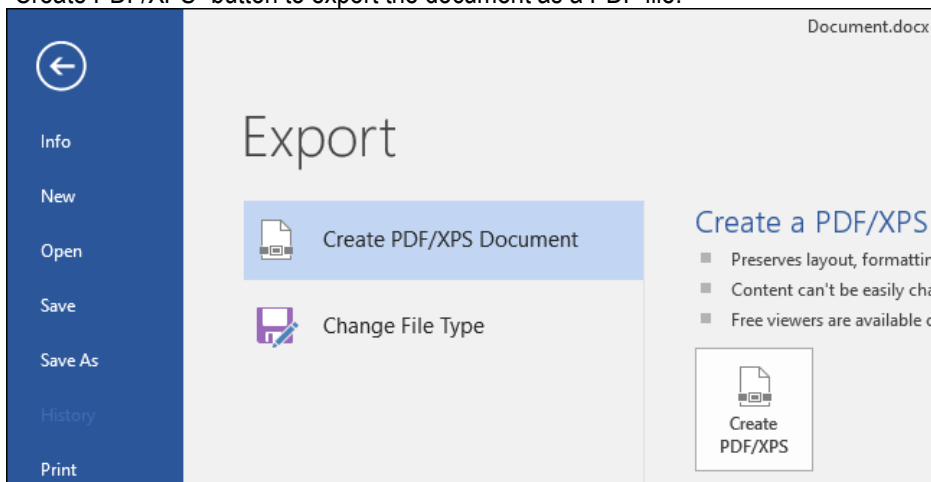 "Create PDF/XPS" button to export the document as a PDF file.
Document.docx
Info
New
Open
Save
Save As
History
Print
Export
Create PDF/XPS Document
Change File Type
Create a PDF/XPS
Preserves layout, formattin
Content can't be easily cha
Free viewers are available o
Create
PDF/XPS